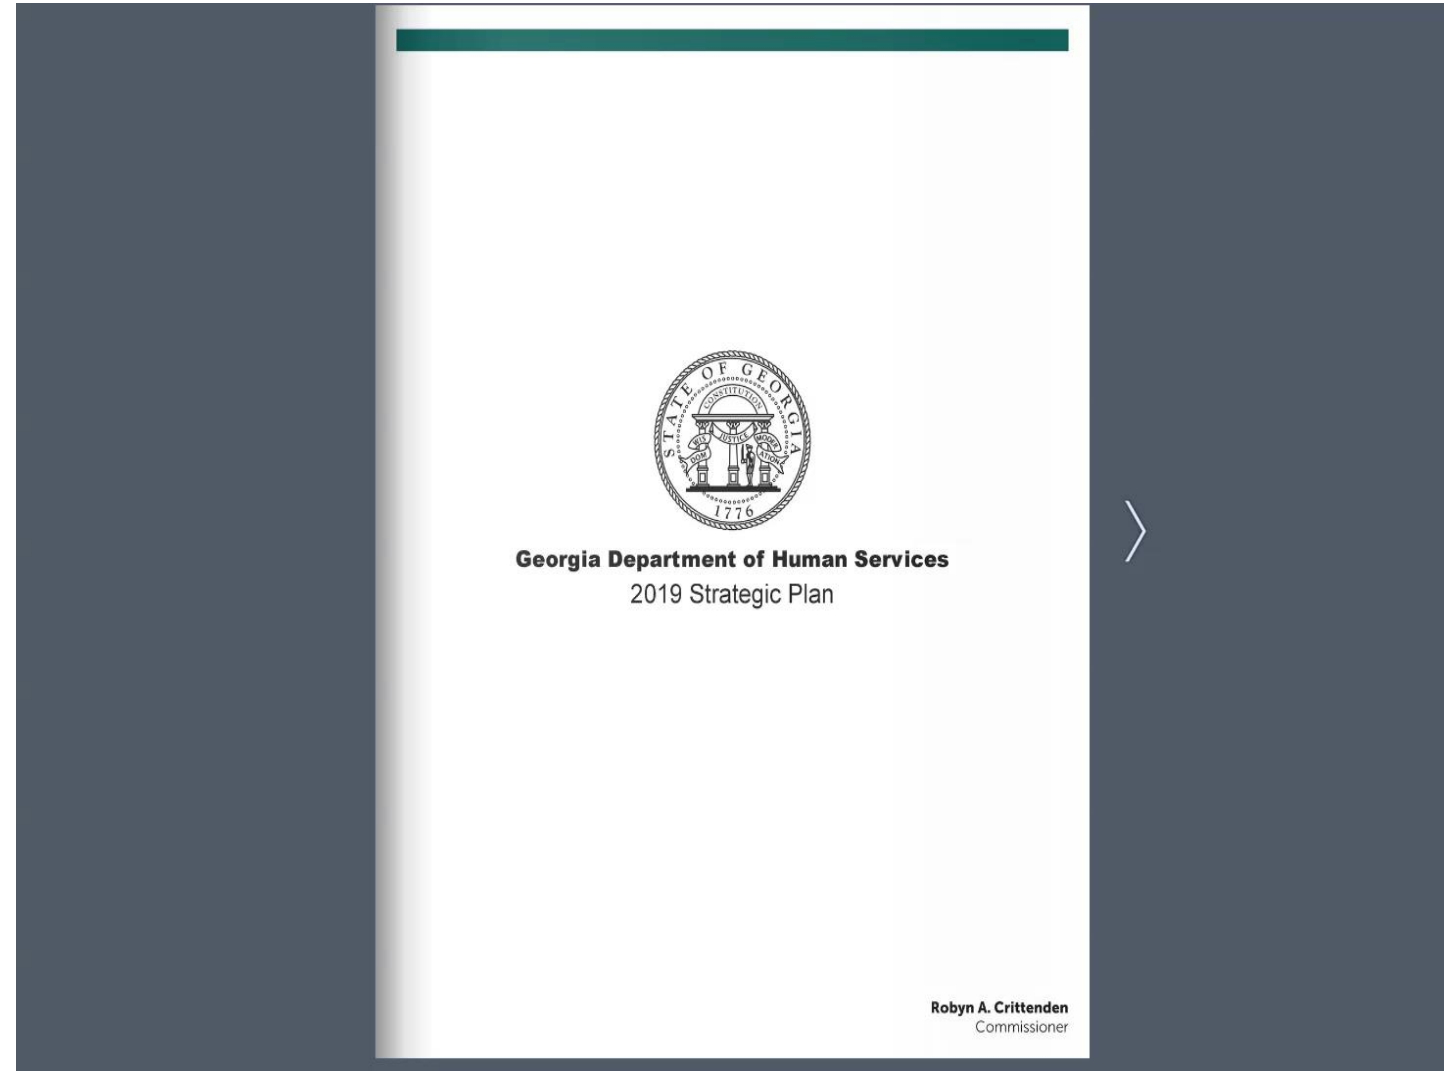 STATE OF GEORGIA
CONSTITUTION
WIS
DOM
JUSTICE
MODER
ATION
1776
Georgia Department of Human Services
2019 Strategic Plan
Robyn A. Crittenden
Commissioner